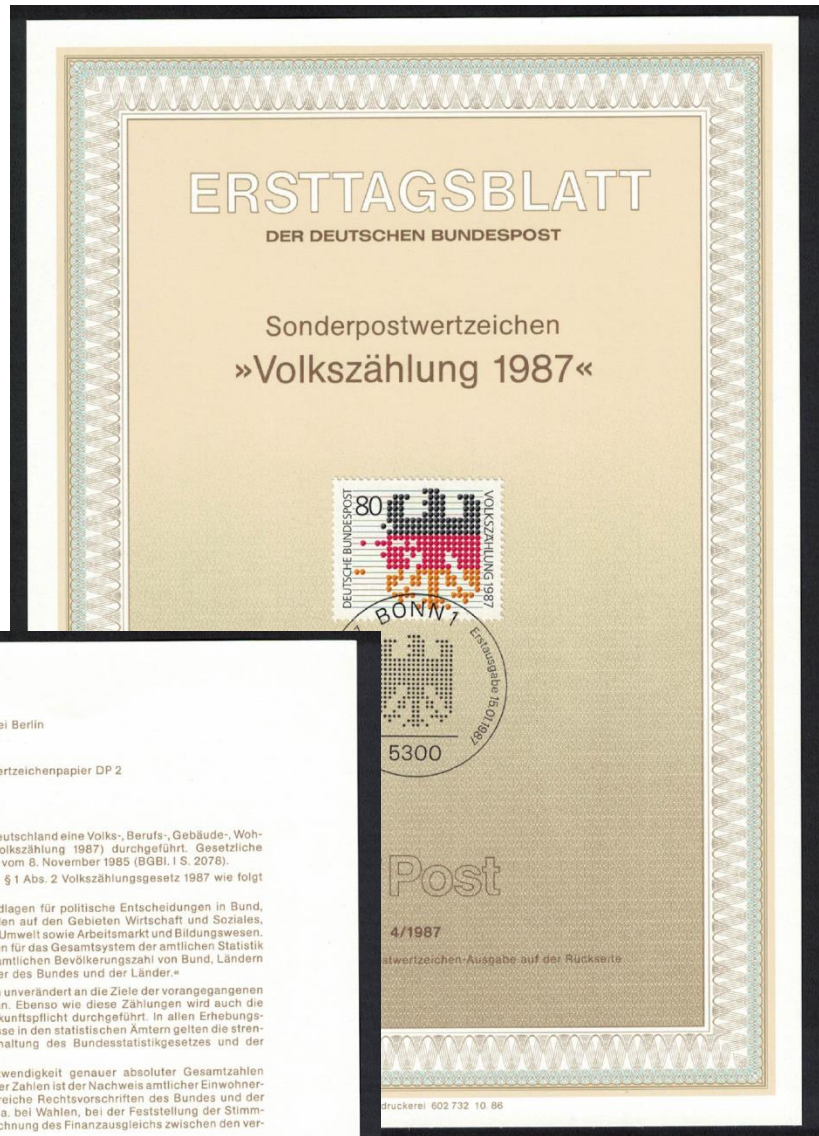 ERSTTAGSBLATT
DER DEUTSCHEN BUNDESPOST
Sonderpostwertzeichen
»Volkszählung 1987«
DEUTSCHE BUNDESPOST
80
VOLKSZÄHLUNG 1987
BONN 1
Erstausgabe 15.01.1987
5300
Post
4/1987
stwertzeichen-Ausgabe auf der Rückseite
druckerei 602 732 10. 86
ei Berlin
ertzeichenpapier DP 2
eutschland eine Volks-, Berufs-, Gebäude-, Woh-
olkszählung 1987) durchgeführt. Gesetzliche
vom 8. November 1985 (BGBl. I S. 2078).
§ 1 Abs. 2 Volkszählungsgesetz 1987 wie folgt
dlagen für politische Entscheidungen in Bund,
den auf den Gebieten Wirtschaft und Soziales,
Umwelt sowie Arbeitsmarkt und Bildungswesen.
en für das Gesamtsystem der amtlichen Statistik
amtlichen Bevölkerungszahl von Bund, Ländern
er des Bundes und der Länder.«
unverändert an die Ziele der vorangegangenen
n. Ebenso wie diese Zählungen wird auch die
kunftspflicht durchgeführt. In allen Erhebungs-
se in den statistischen Ämtern gelten die stren-
haltung des Bundesstatistikgesetzes und der
twendigkeit genauer absoluter Gesamtzahlen
er Zahlen ist der Nachweis amtlicher Einwohner-
reiche Rechtsvorschriften des Bundes und der
a. bei Wahlen, bei der Feststellung der Stimm-
chnung des Finanzausgleichs zwischen den ver-